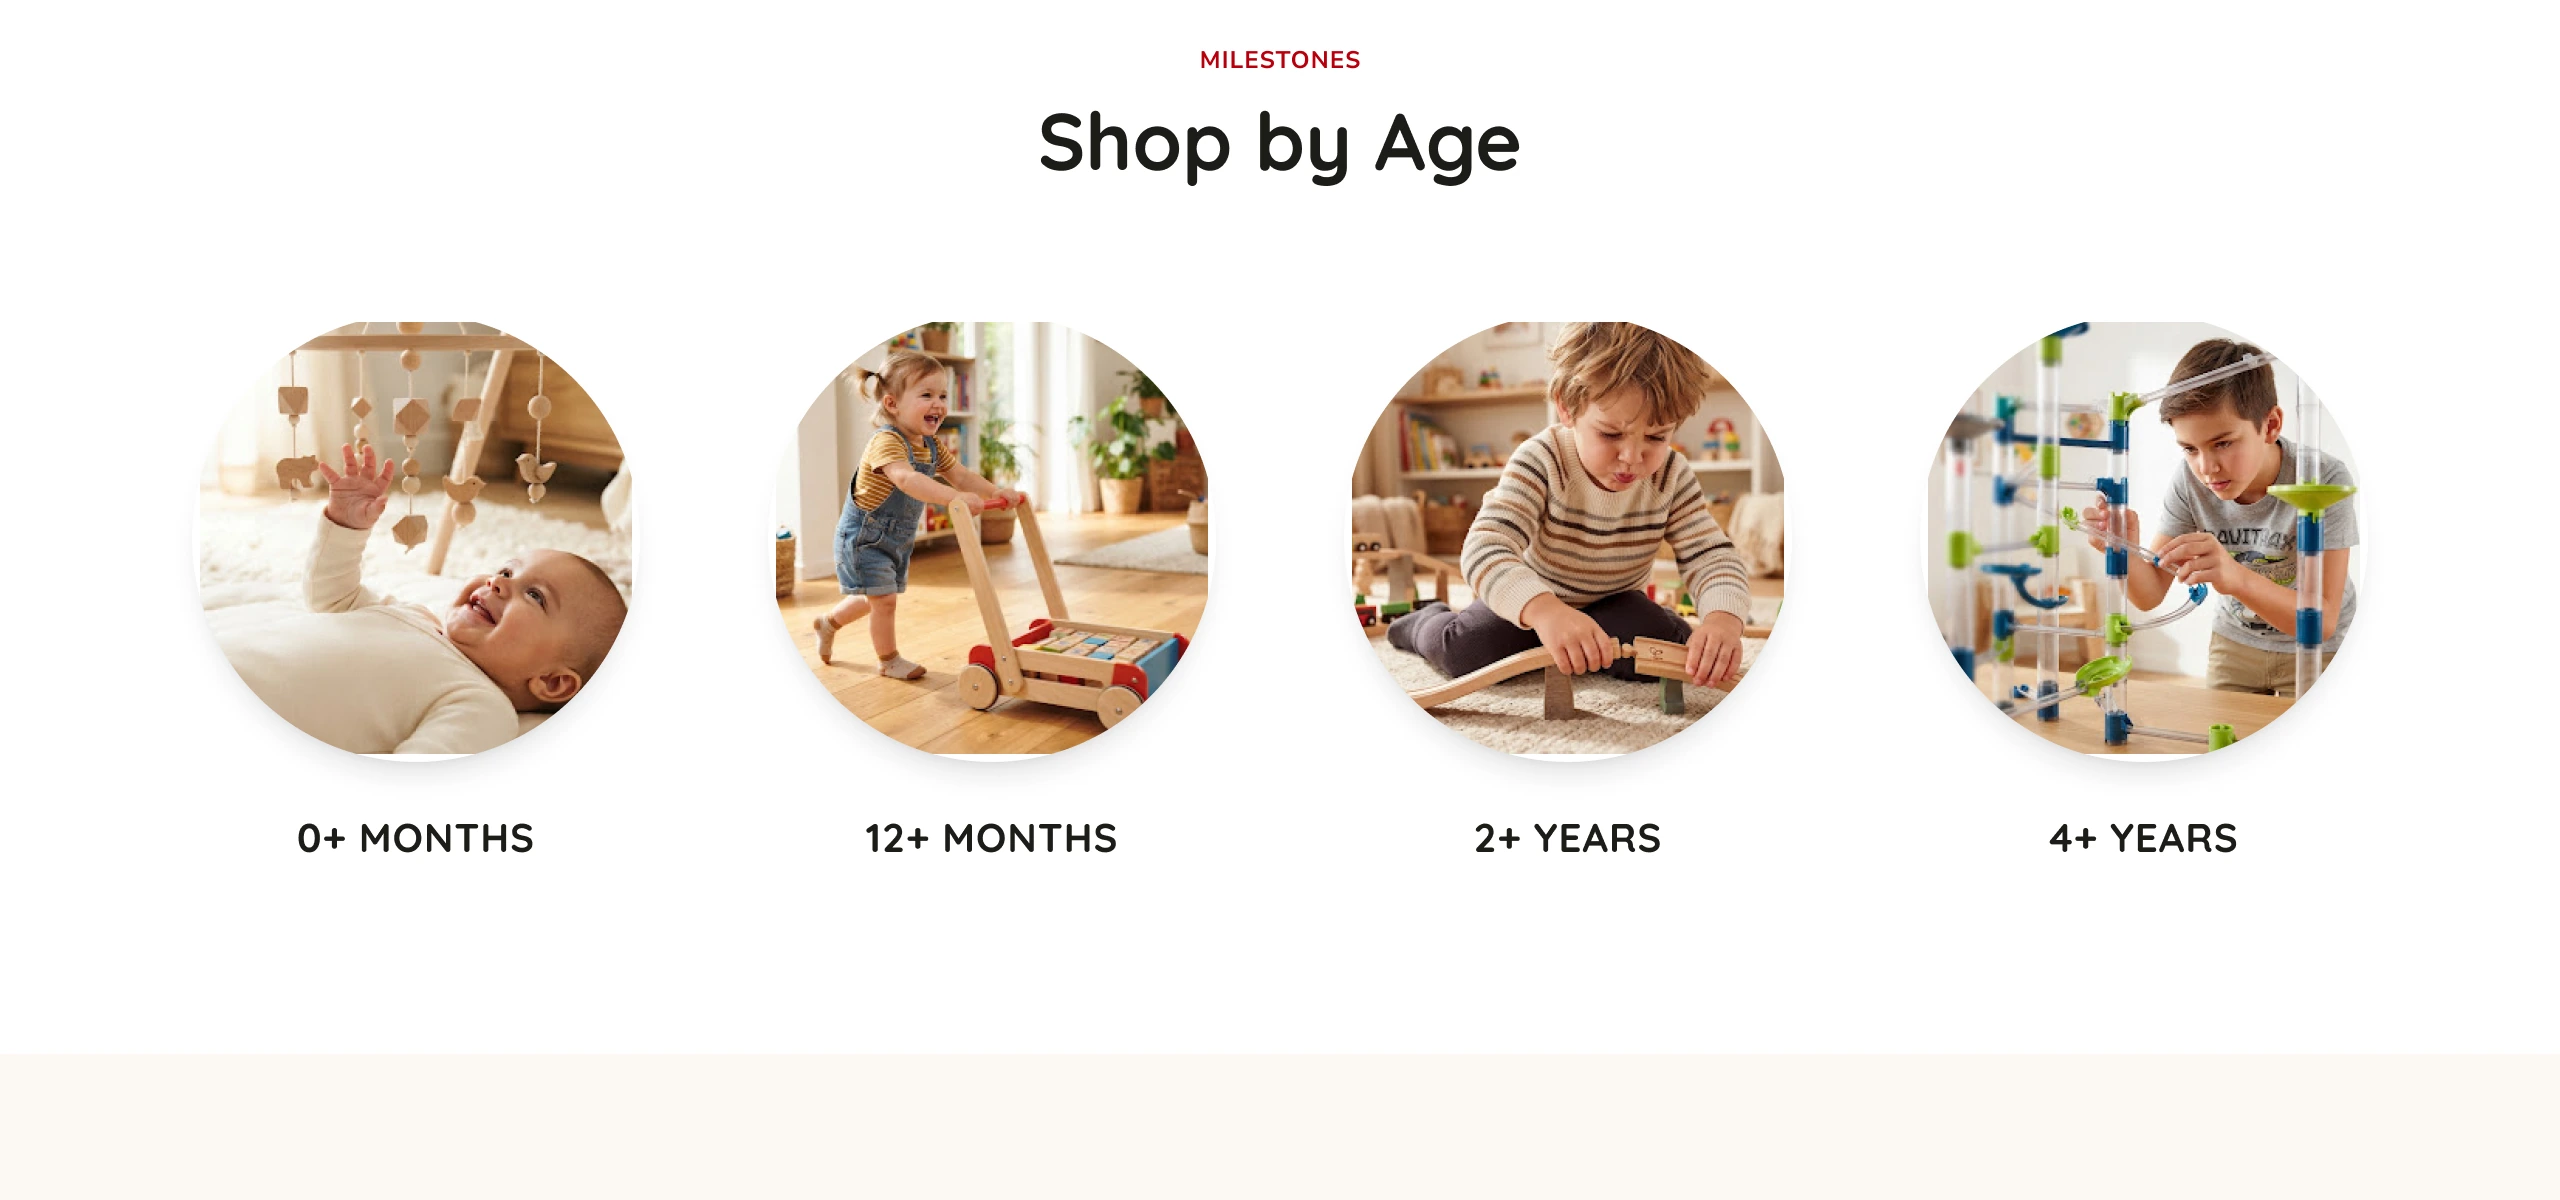 MILESTONES
Shop by Age
0+ MONTHS
12+ MONTHS
2+ YEARS
4+ YEARS